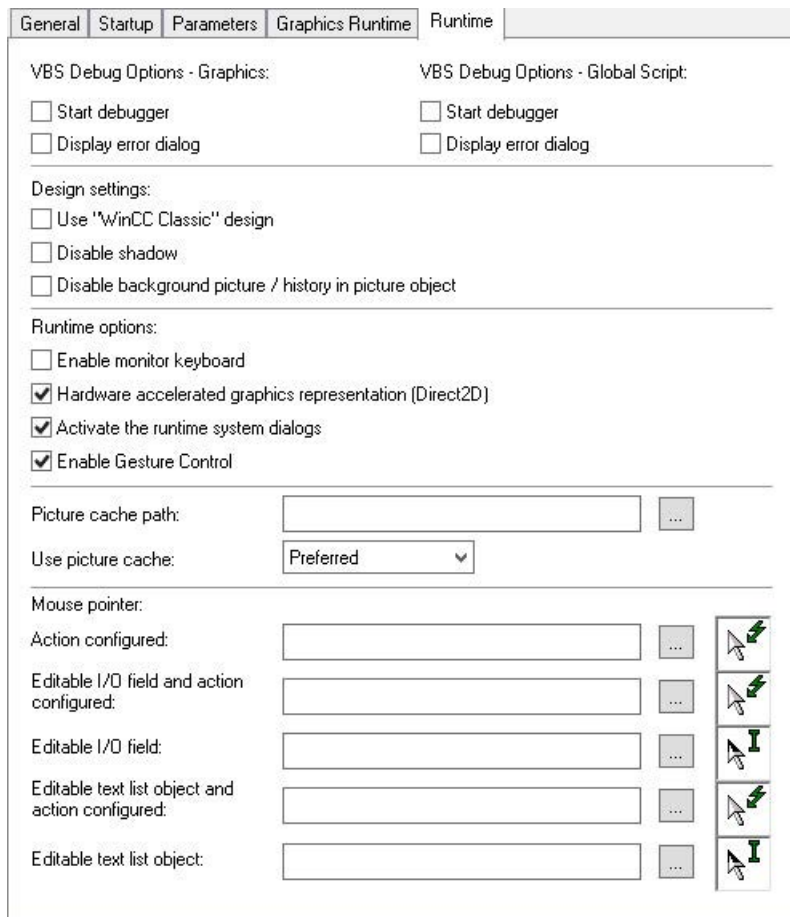 General Startup Parameters Graphics Runtime Runtime
VBS Debug Options - Graphics: VBS Debug Options - Global Script:
Start debugger Start debugger
Display error dialog Display error dialog
Design settings:
Use "WinCC Classic" design
Disable shadow
Disable background picture / history in picture object
Runtime options:
Enable monitor keyboard
Hardware accelerated graphics representation (Direct2D)
Activate the runtime system dialogs
Enable Gesture Control
Picture cache path: ...
Use picture cache: Preferred
Mouse pointer:
Action configured: ...
Editable I/O field and action
configured: ...
Editable I/O field: ...
Editable text list object and
action configured: ...
Editable text list object: ...